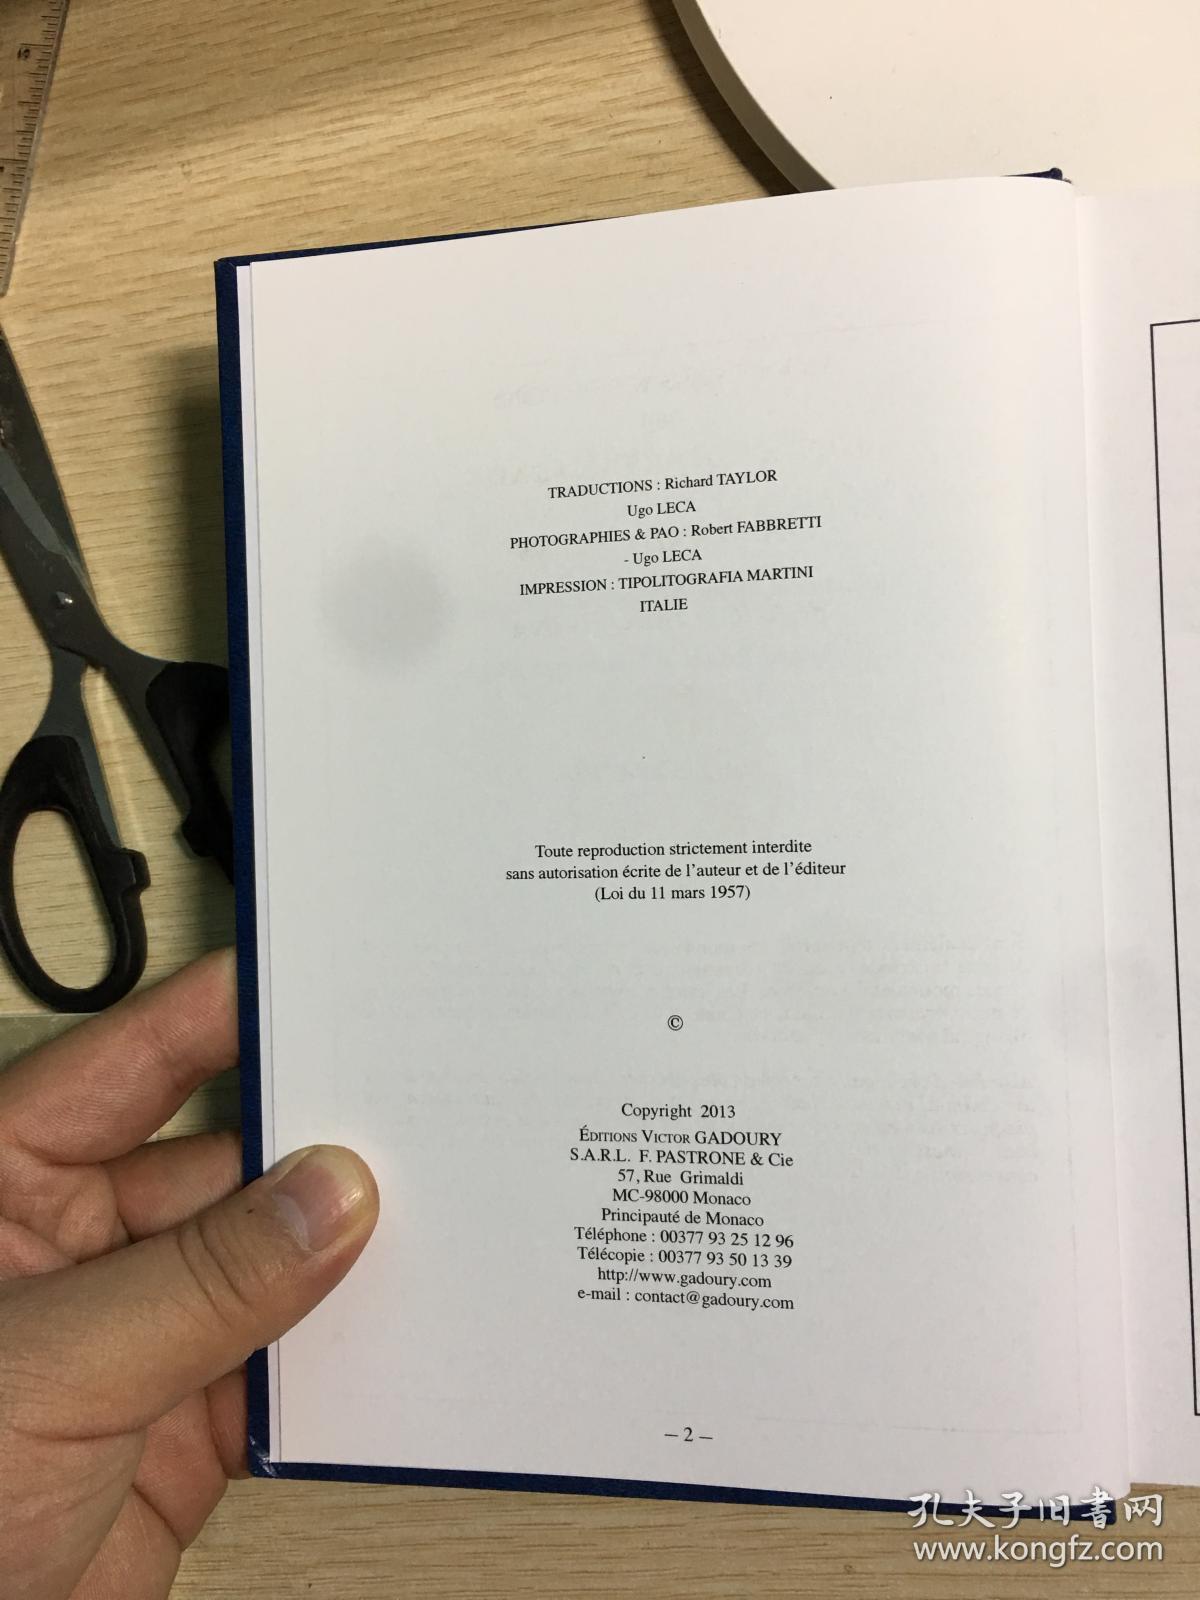 TRADUCTIONS : Richard TAYLOR
Ugo LECA
PHOTOGRAPHIES & PAO : Robert FABBRETTI
- Ugo LECA
IMPRESSION : TIPOLITOGRAFIA MARTINI
ITALIE
Toute reproduction strictement interdite
sans autorisation écrite de l'auteur et de l'éditeur
(Loi du 11 mars 1957)
©
Copyright 2013
ÉDITIONS VICTOR GADOURY
S.A.R.L. F. PASTRONE & Cie
57, Rue Grimaldi
MC-98000 Monaco
Principauté de Monaco
Téléphone : 00377 93 25 12 96
Télécopie : 00377 93 50 13 39
http://www.gadoury.com
e-mail : contact@gadoury.com
– 2 –
孔夫子旧書网
www.kongfz.com